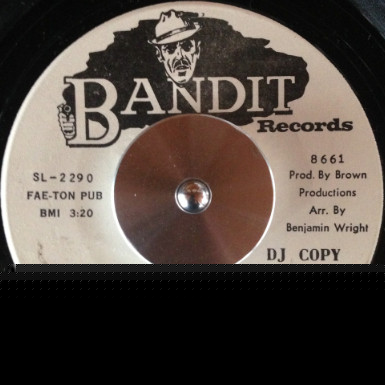 BANDIT
Records
SL-2290
FAE-TON PUB
BMI 3:20
8661
Prod. By Brown
Productions
Arr. By
Benjamin Wright
DJ COPY